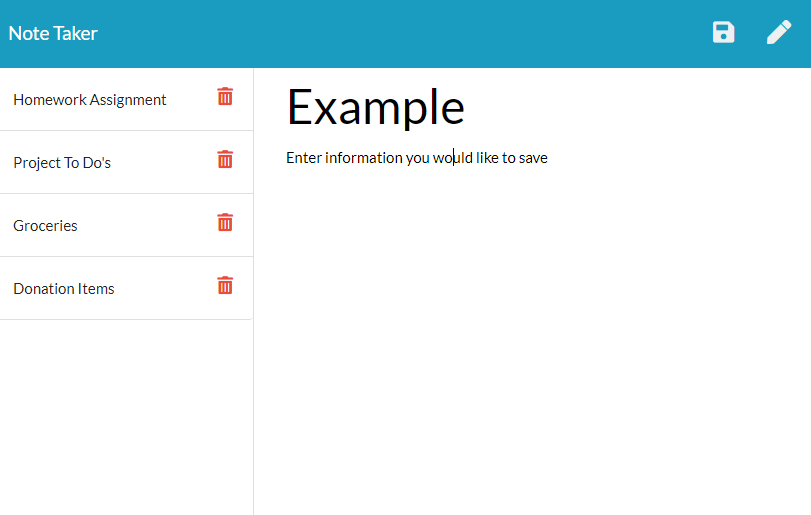 Note Taker
Homework Assignment
Project To Do's
Groceries
Donation Items
Example
Enter information you would like to save